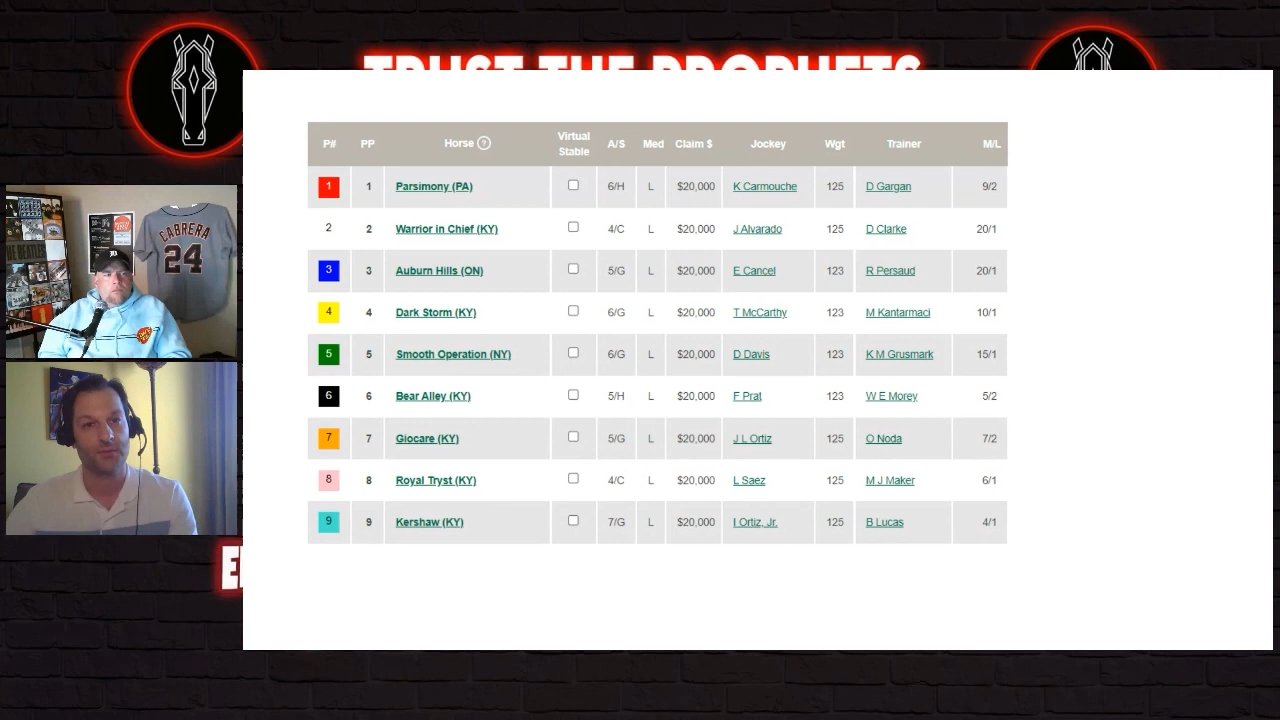 TRUST THE PROPHETS
P# PP Horse ? Virtual Stable A/S Med Claim $ Jockey Wgt Trainer M/L
1 1 Parsimony (PA) 6/H L $20,000 K Carmouche 125 D Gargan 9/2
2 2 Warrior in Chief (KY) 4/C L $20,000 J Alvarado 125 D Clarke 20/1
3 3 Auburn Hills (ON) 5/G L $20,000 E Cancel 123 R Persaud 20/1
4 4 Dark Storm (KY) 6/G L $20,000 T McCarthy 123 M Kantarmaci 10/1
5 5 Smooth Operation (NY) 6/G L $20,000 D Davis 123 K M Grusmark 15/1
6 6 Bear Alley (KY) 5/H L $20,000 F Prat 123 W E Morey 5/2
7 7 Giocare (KY) 5/G L $20,000 J L Ortiz 125 O Noda 7/2
8 8 Royal Tryst (KY) 4/C L $20,000 L Saez 125 M J Maker 6/1
9 9 Kershaw (KY) 7/G L $20,000 I Ortiz, Jr. 125 B Lucas 4/1
CABRERA
24
THE BEATLES